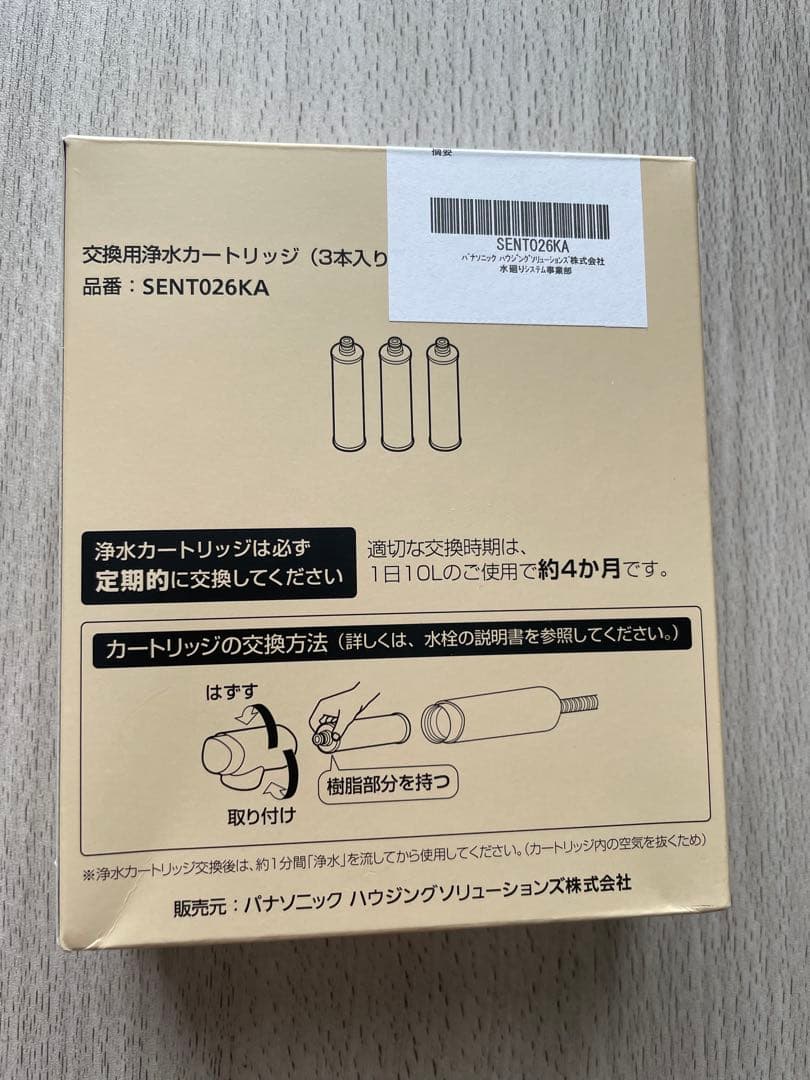 摘要
SENT026KA
パナソニック ハウジングソリューションズ株式会社
水廻りシステム事業部
交換用浄水カートリッジ（3本入り
品番：SENT026KA
浄水カートリッジは必ず
定期的に交換してください
適切な交換時期は、
1日10Lのご使用で約4か月です。
カートリッジの交換方法（詳しくは、水栓の説明書を参照してください。）
はずす
樹脂部分を持つ
取り付け
※浄水カートリッジ交換後は、約1分間「浄水」を流してから使用してください。（カートリッジ内の空気を抜くため）
販売元：パナソニック ハウジングソリューションズ株式会社